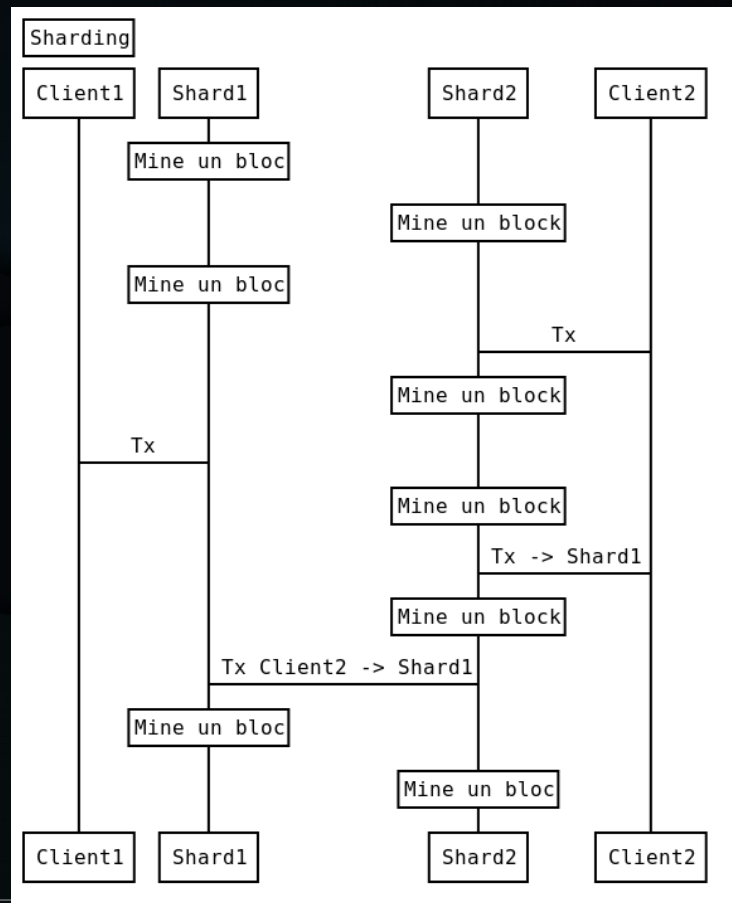 Sharding
Client1 Shard1 Shard2 Client2
Mine un bloc
Mine un block
Mine un bloc
Tx
Mine un block
Tx
Mine un block
Tx -> Shard1
Mine un block
Tx Client2 -> Shard1
Mine un bloc
Mine un bloc
Client1 Shard1 Shard2 Client2